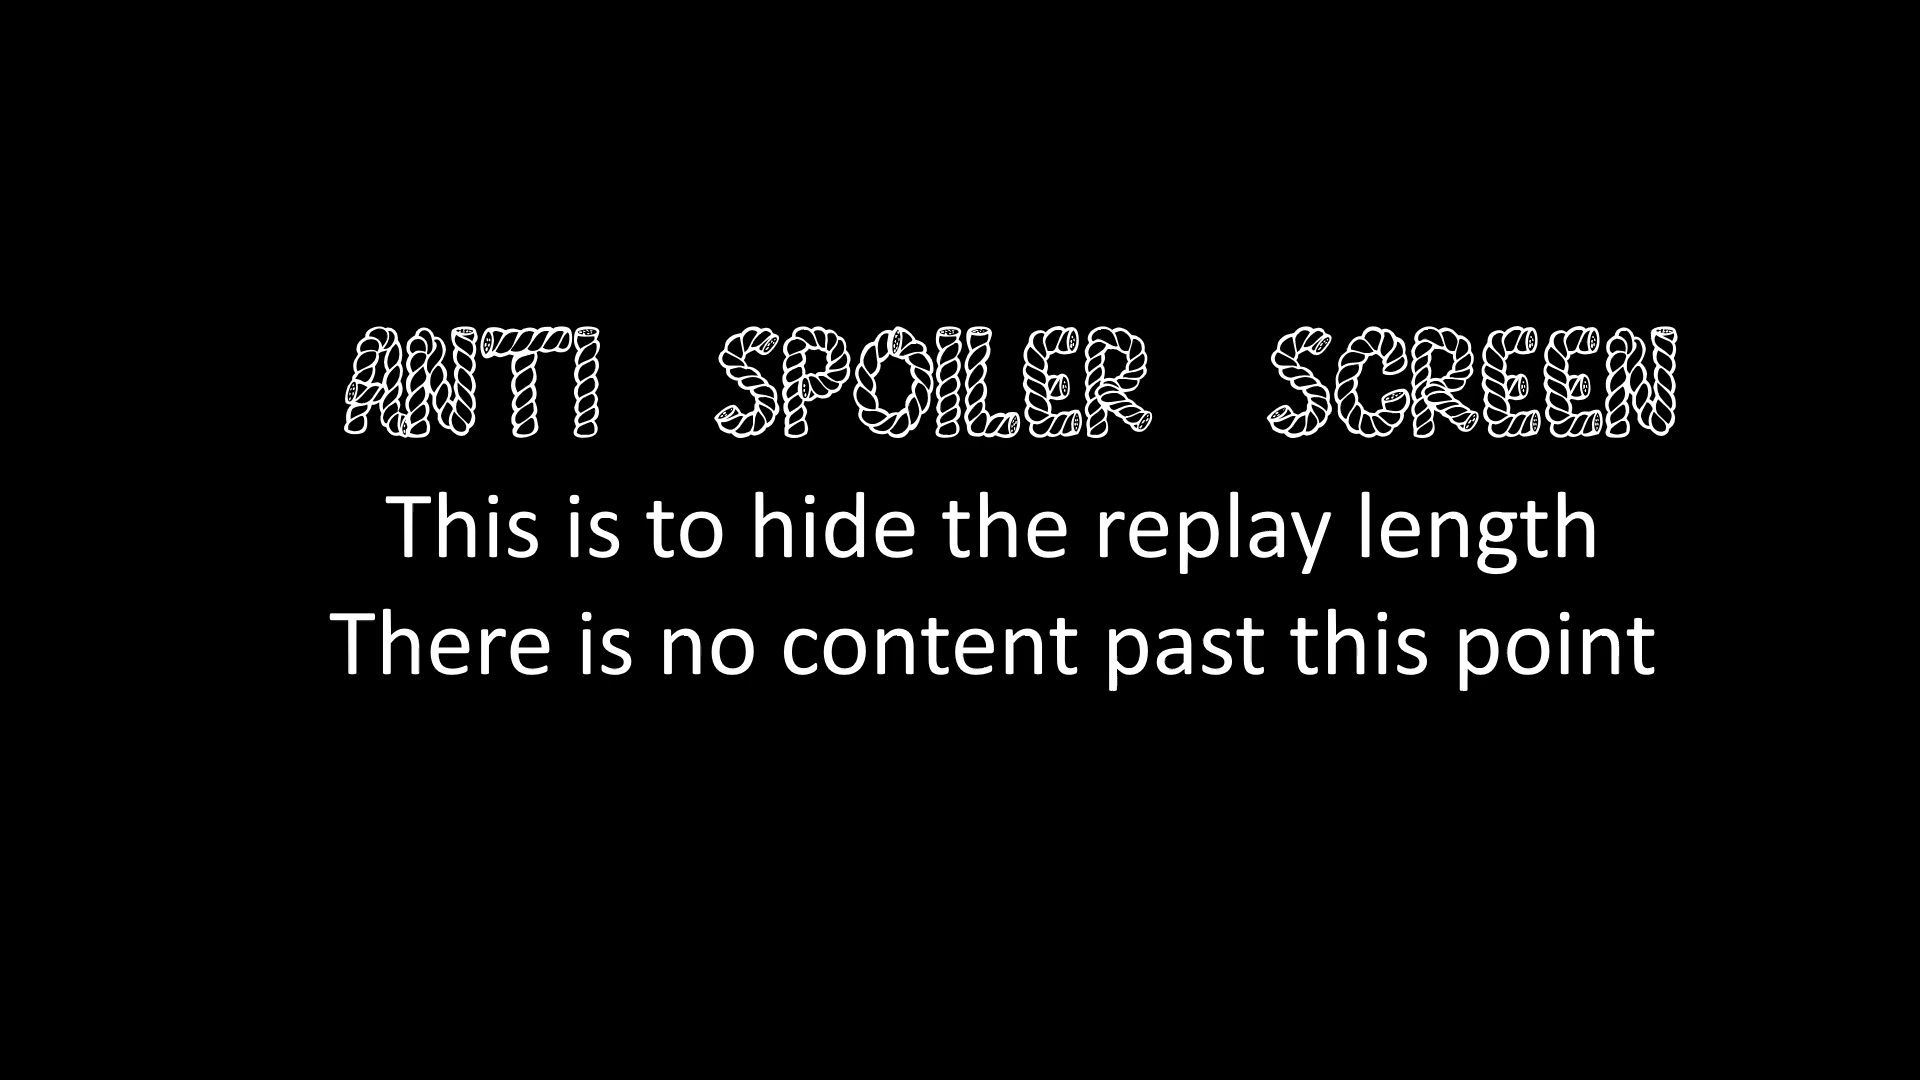 ANTI SPOILER SCREEN
This is to hide the replay length
There is no content past this point